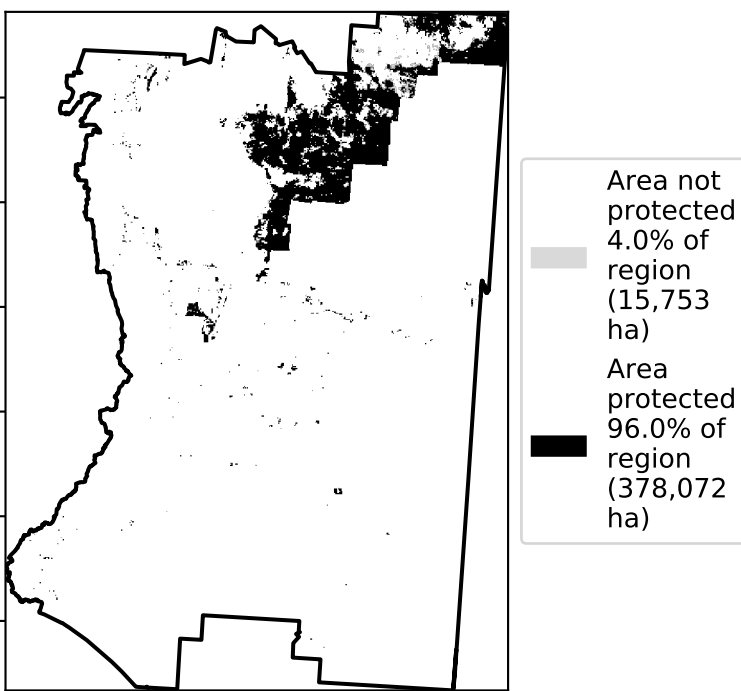 Area not
protected
4.0% of
region
(15,753
ha)
Area
protected
96.0% of
region
(378,072
ha)